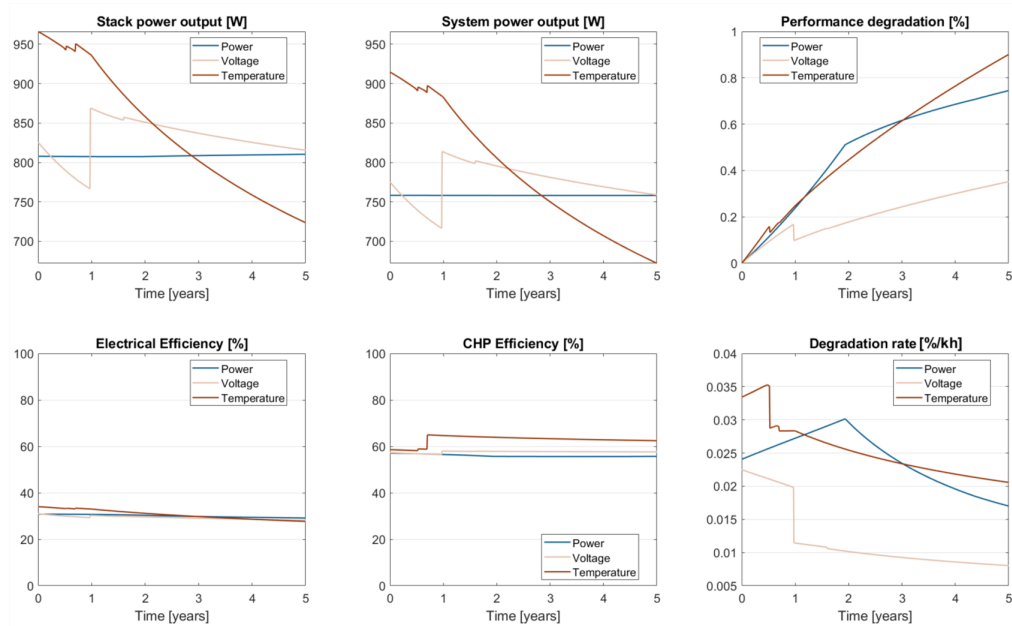 Stack power output [W]
950
900
850
800
750
700
0 1 2 3 4 5
Time [years]
Power
Voltage
Temperature
System power output [W]
950
900
850
800
750
700
0 1 2 3 4 5
Time [years]
Power
Voltage
Temperature
Performance degradation [%]
1
0.8
0.6
0.4
0.2
0
0 1 2 3 4 5
Time [years]
Power
Voltage
Temperature
Electrical Efficiency [%]
100
80
60
40
20
0
0 1 2 3 4 5
Time [years]
Power
Voltage
Temperature
CHP Efficiency [%]
100
80
60
40
20
0
0 1 2 3 4 5
Time [years]
Power
Voltage
Temperature
Degradation rate [%/kh]
0.04
0.035
0.03
0.025
0.02
0.015
0.01
0.005
0 1 2 3 4 5
Time [years]
Power
Voltage
Temperature